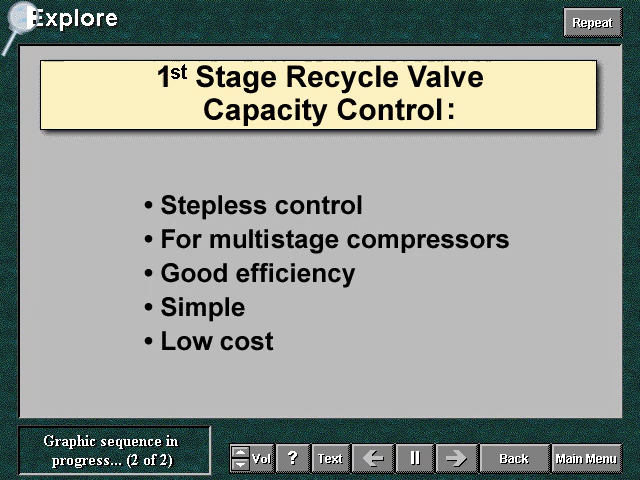 Explore
Repeat
1st Stage Recycle Valve
Capacity Control:
• Stepless control
• For multistage compressors
• Good efficiency
• Simple
• Low cost
Graphic sequence in
progress... (2 of 2)
Vol ? Text Back Main Menu